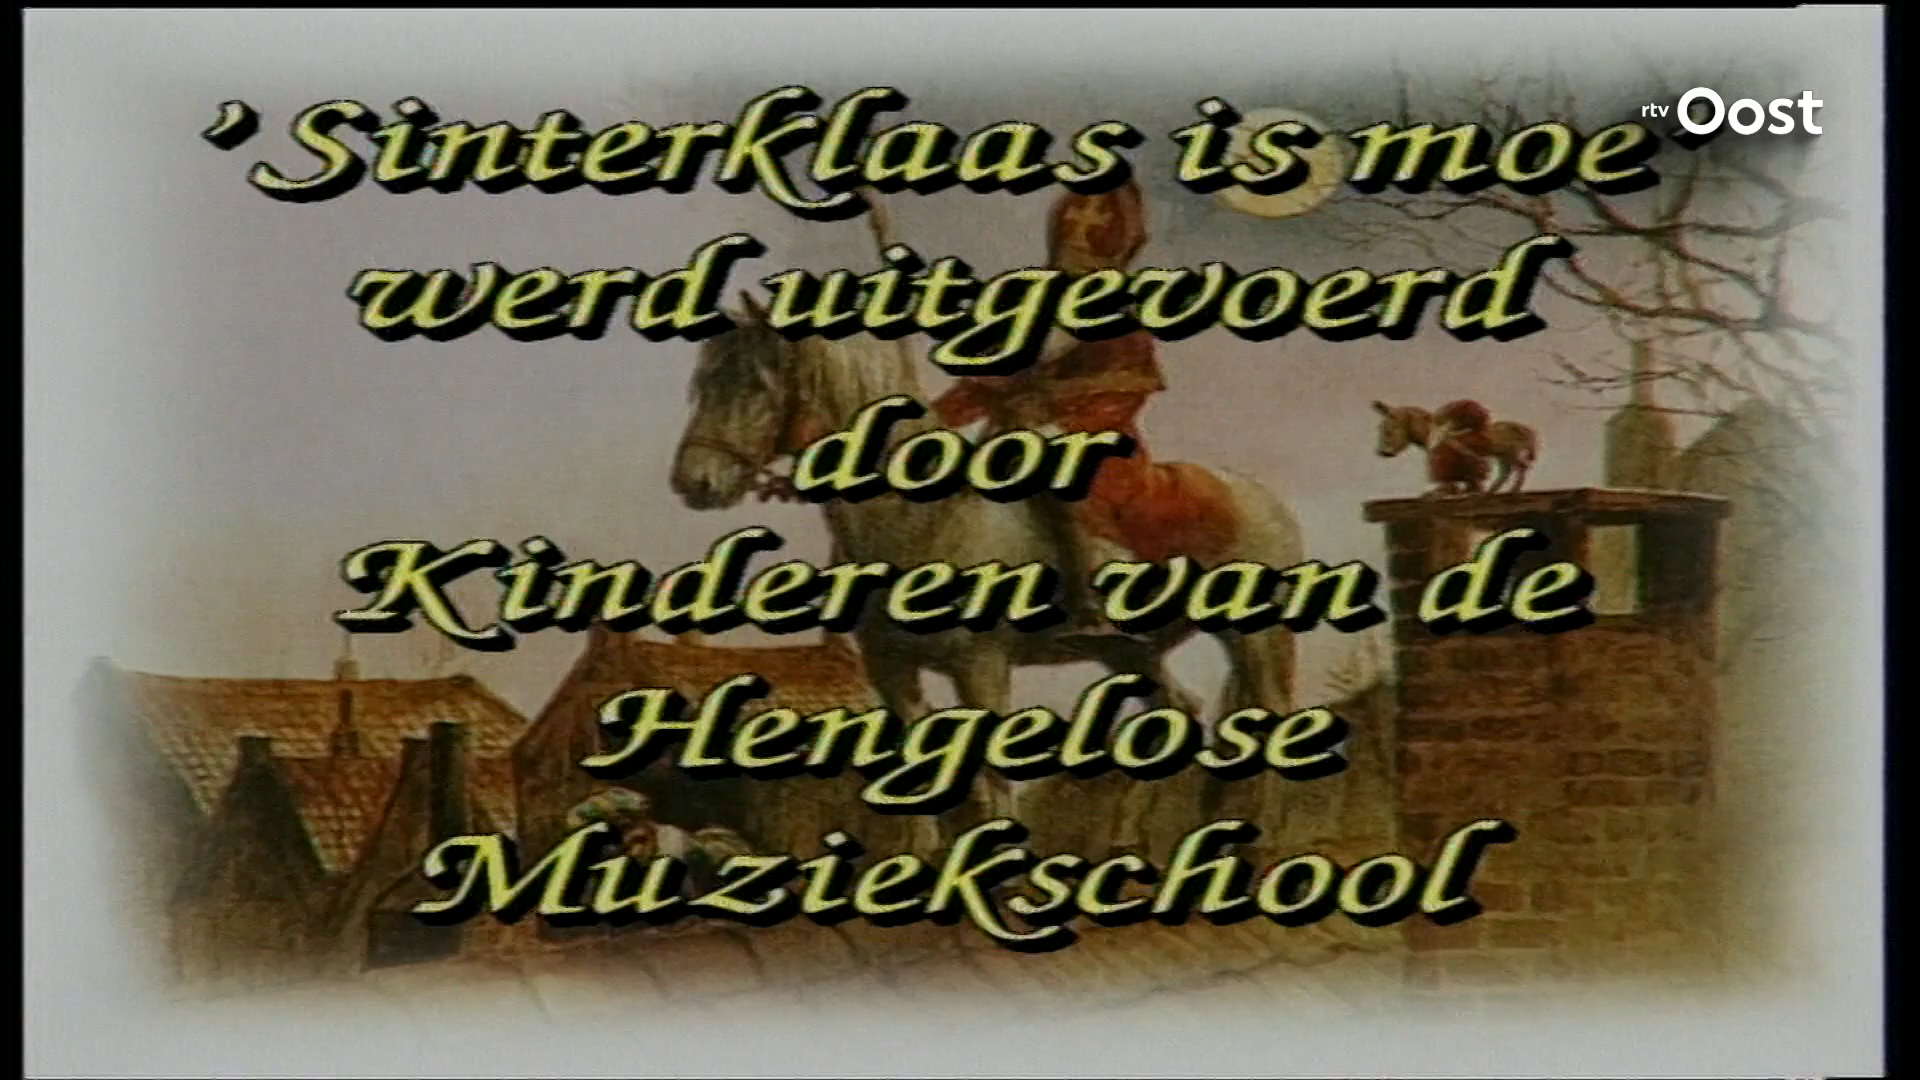 'Sinterklaas is moe'
rtv Oost
werd uitgevoerd
door
Kinderen van de
Hengelose
Muziekschool